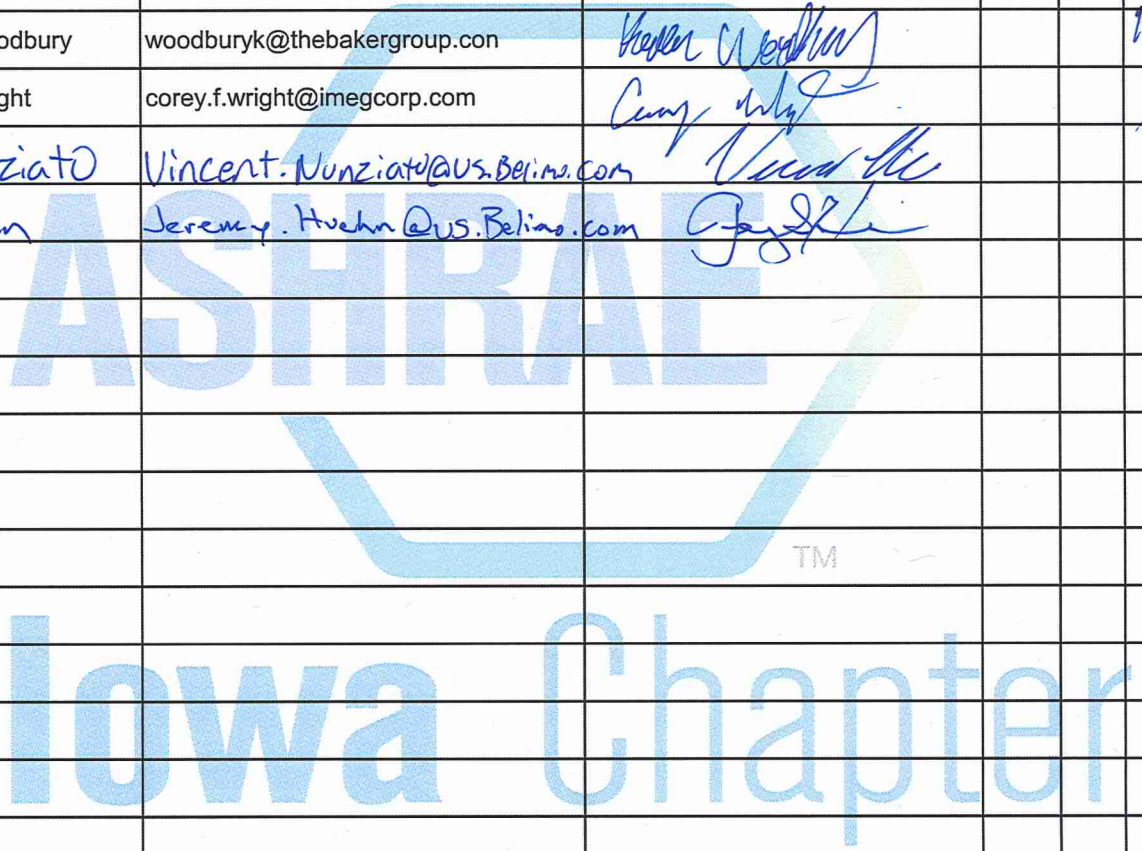 odbury woodburyk@thebakergroup.con
ght corey.f.wright@imegcorp.com
ziato Vincent.Nunziato@us.Belimo.com
n Jeremy.Huehn@us.Belimo.com
ASHRAE
TM
Iowa Chapter